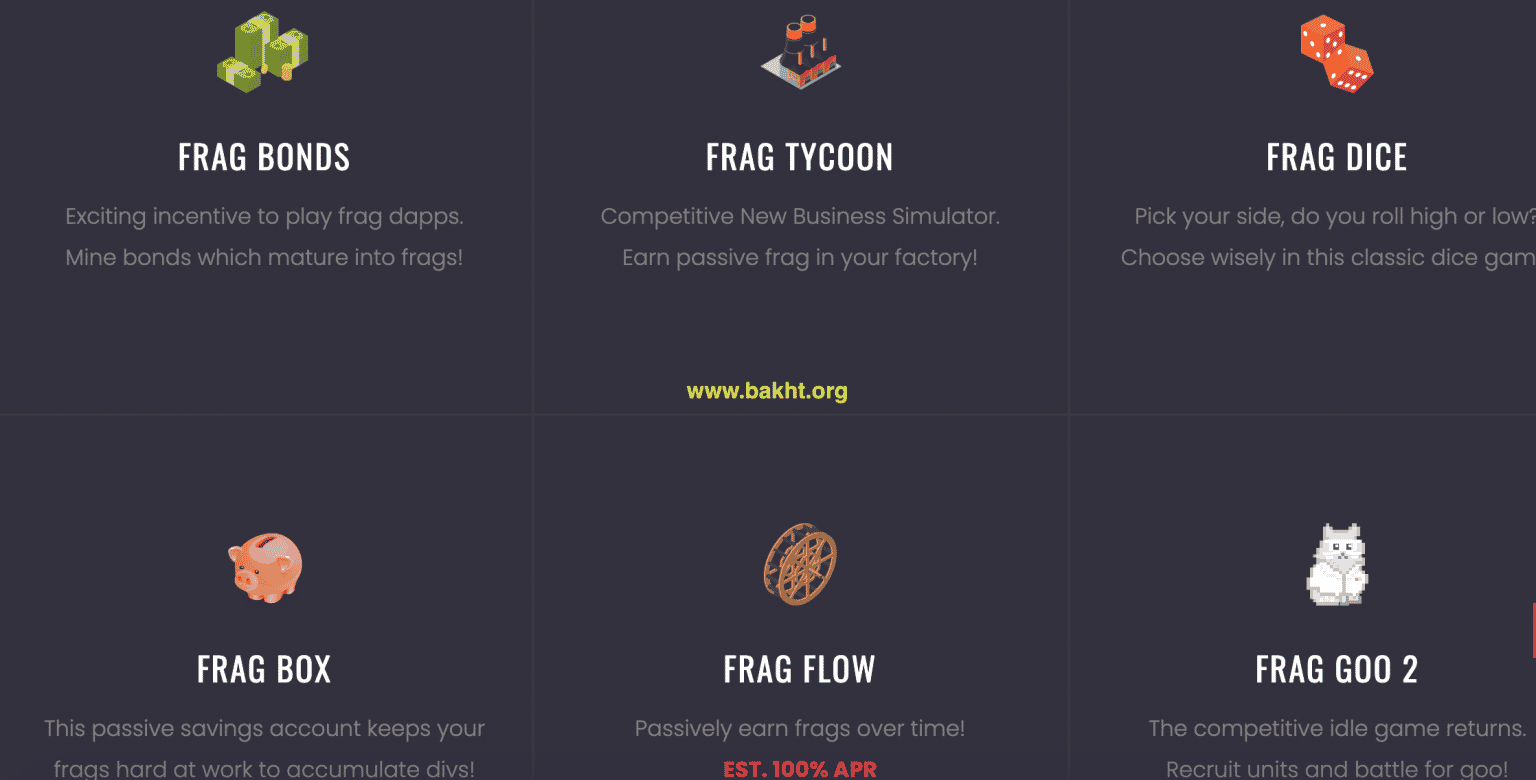 FRAG BONDS
Exciting incentive to play frag dapps.
Mine bonds which mature into frags!
FRAG TYCOON
Competitive New Business Simulator.
Earn passive frag in your factory!
FRAG DICE
Pick your side, do you roll high or low?
Choose wisely in this classic dice gam
www.bakht.org
FRAG BOX
This passive savings account keeps your
frags hard at work to accumulate divs!
FRAG FLOW
Passively earn frags over time!
EST. 100% APR
FRAG GOO 2
The competitive idle game returns.
Recruit units and battle for goo!